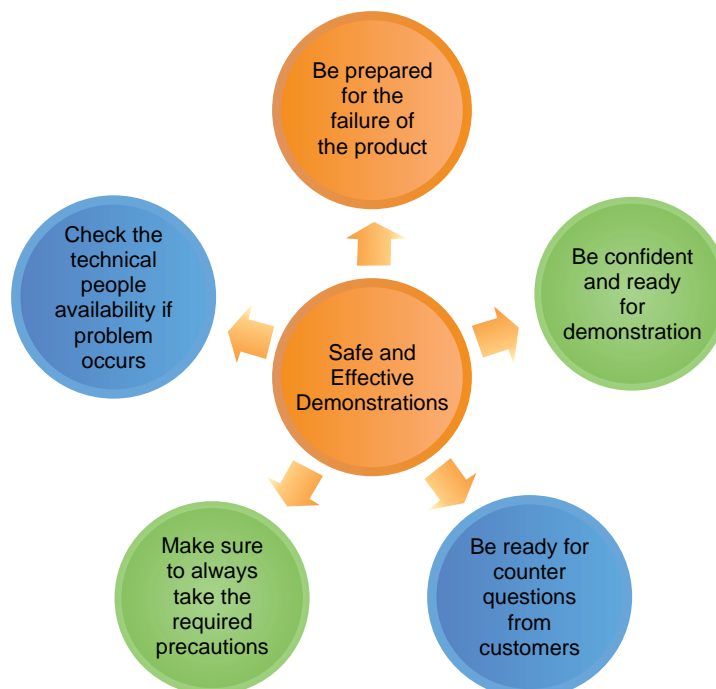 Be prepared
for the
failure of
the product
Be confident
and ready
for
demonstration
Be ready for
counter
questions
from
customers
Make sure
to always
take the
required
precautions
Check the
technical
people
availability if
problem
occurs
Safe and
Effective
Demonstrations